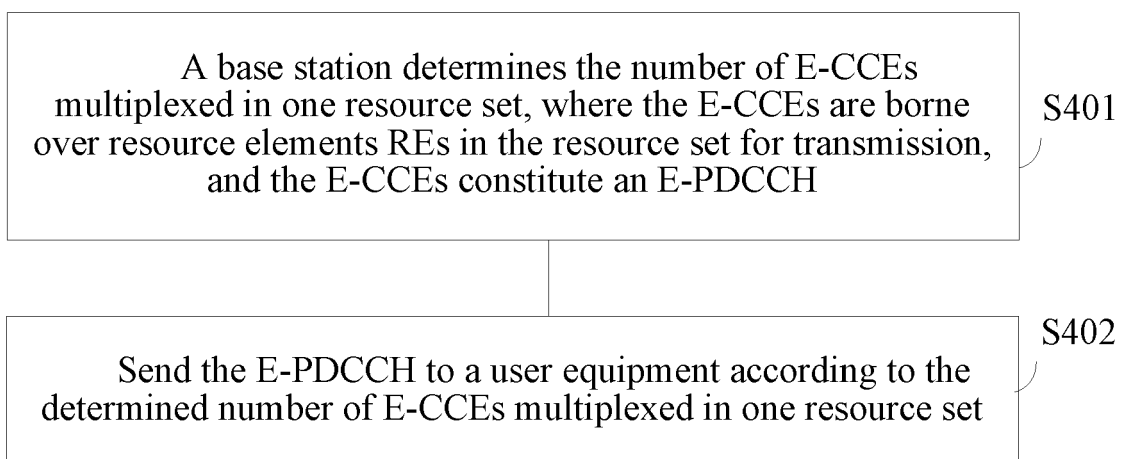 A base station determines the number of E-CCEs
multiplexed in one resource set, where the E-CCEs are borne
over resource elements REs in the resource set for transmission,
and the E-CCEs constitute an E-PDCCH
S401
S402
Send the E-PDCCH to a user equipment according to the
determined number of E-CCEs multiplexed in one resource set